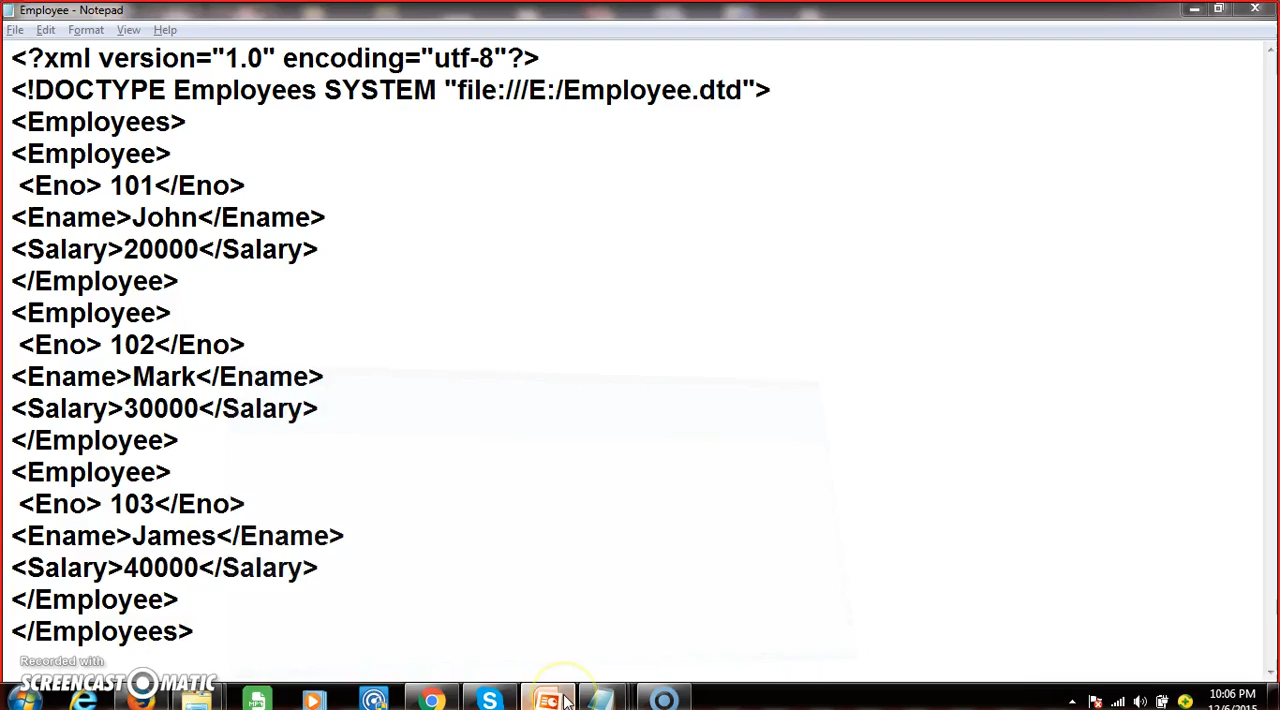 Employee - Notepad
File Edit Format View Help
<?xml version="1.0" encoding="utf-8"?>
<!DOCTYPE Employees SYSTEM "file:///E:/Employee.dtd">
<Employees>
<Employee>
<Eno> 101</Eno>
<Ename>John</Ename>
<Salary>20000</Salary>
</Employee>
<Employee>
<Eno> 102</Eno>
<Ename>Mark</Ename>
<Salary>30000</Salary>
</Employee>
<Employee>
<Eno> 103</Eno>
<Ename>James</Ename>
<Salary>40000</Salary>
</Employee>
</Employees>
Recorded with
SCREENCAST MATIC
10:06 PM
12/6/2015